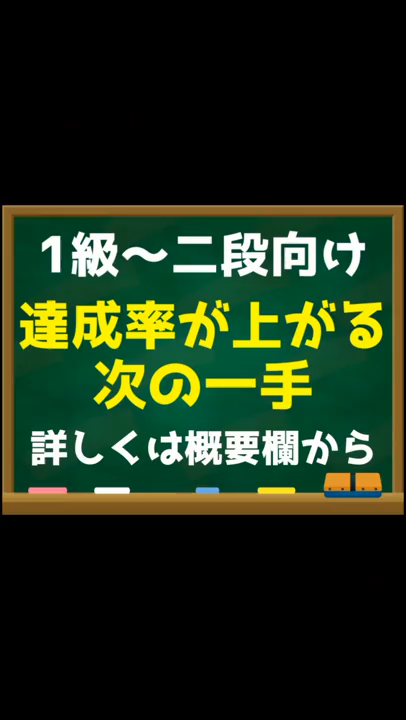 1級〜二段向け
達成率が上がる
次の一手
詳しくは概要欄から